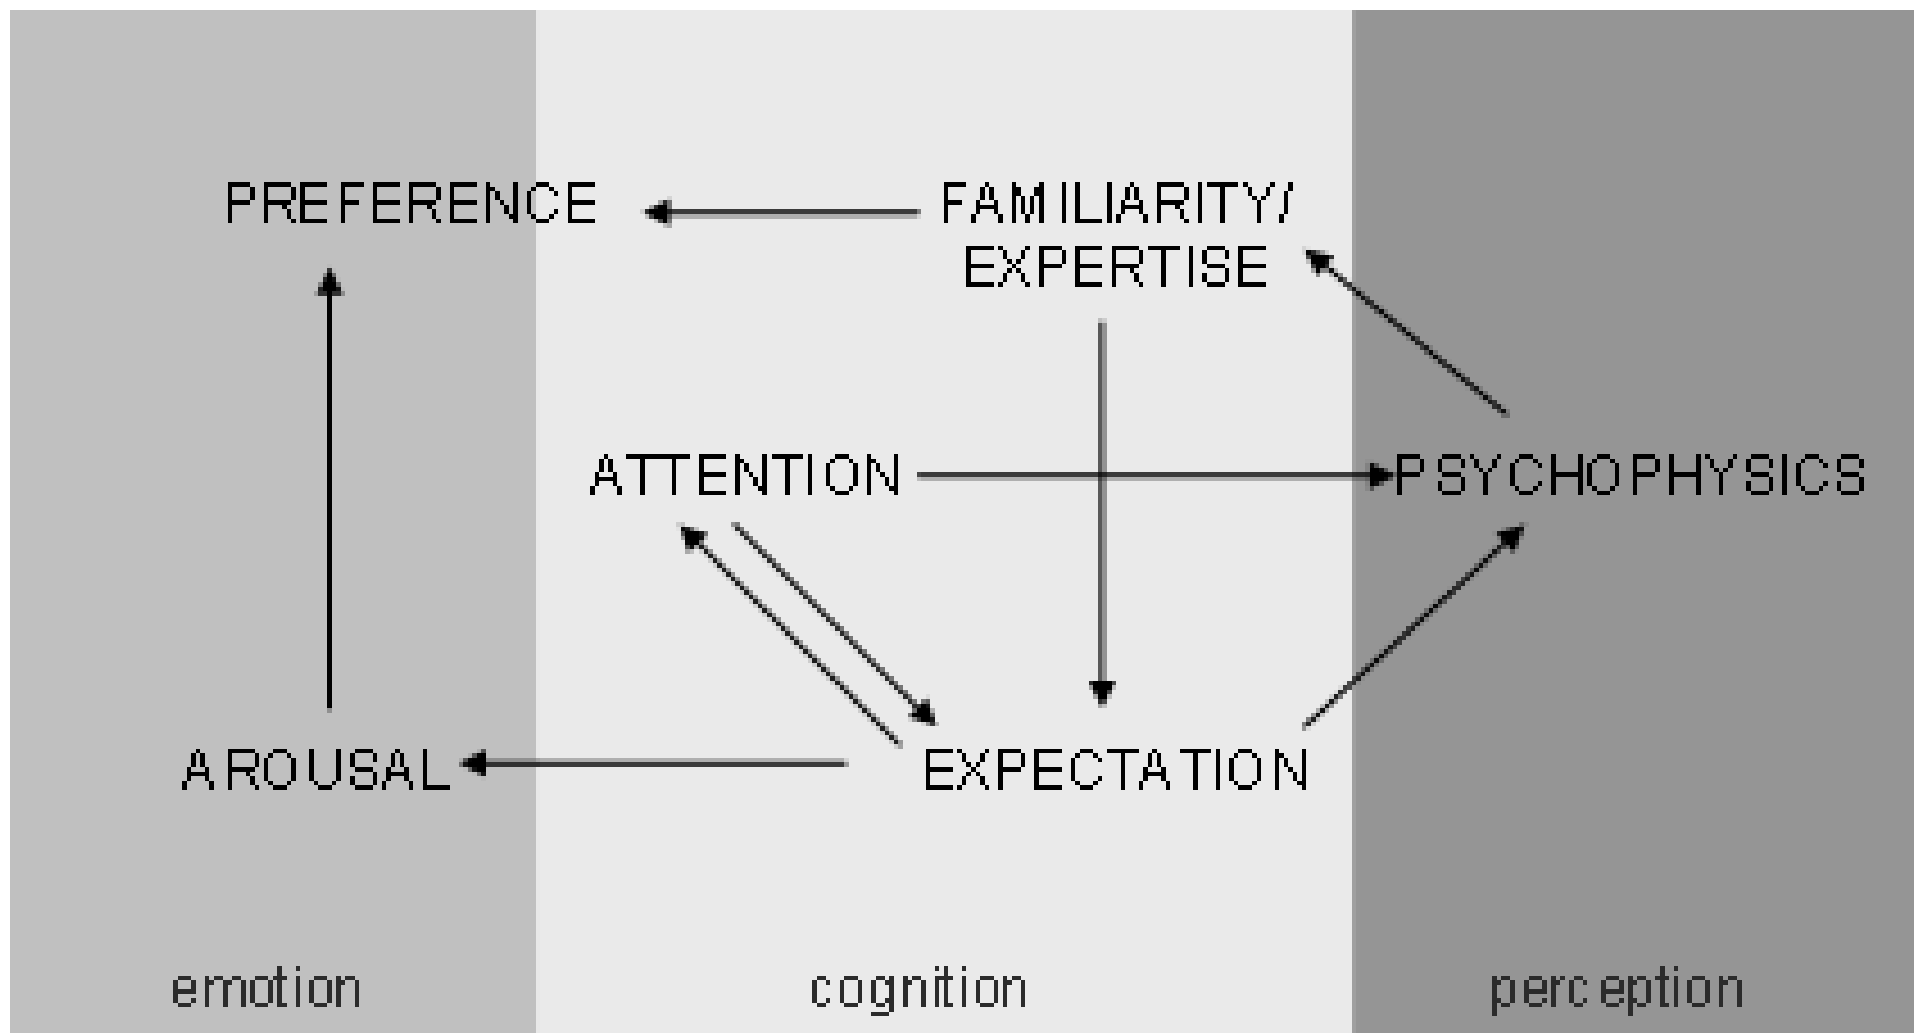 PREFERENCE
FAMILIARITY/
EXPERTISE
ATTENTION
PSYCHOPHYSICS
AROUSAL
EXPECTATION
emotion
cognition
perception